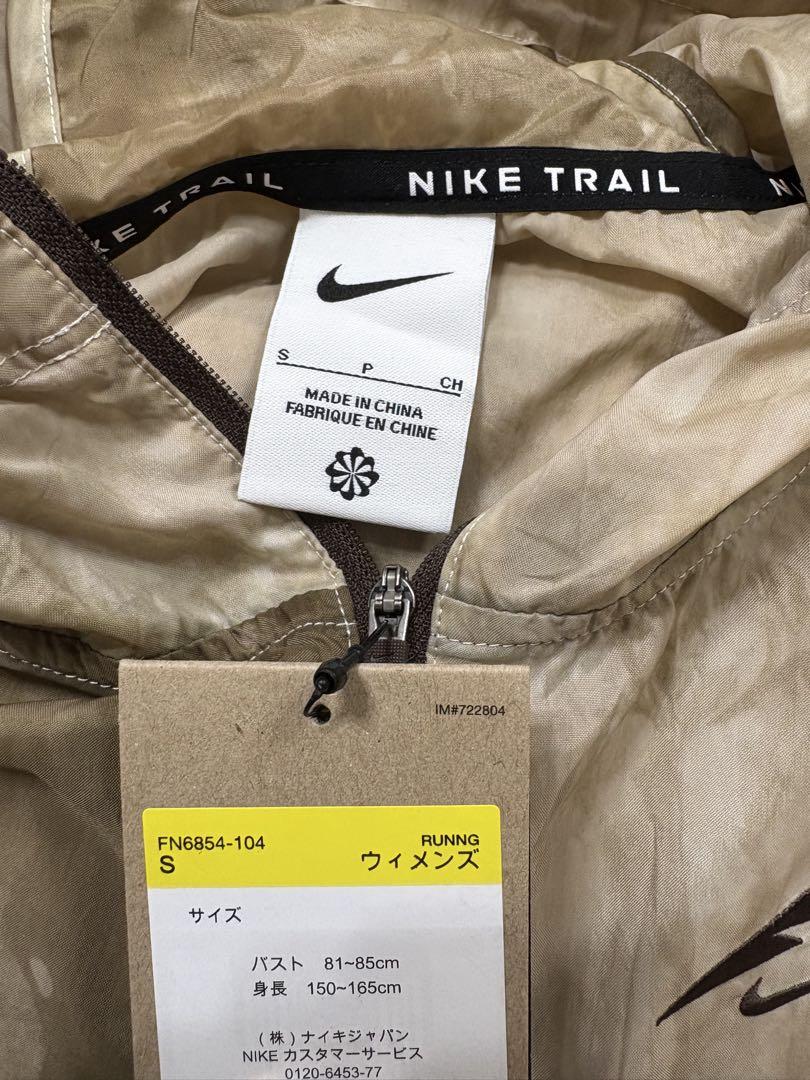 KE TRAIL NIKE TRAIL N
S P CH
MADE IN CHINA
FABRIQUE EN CHINE
IM#722804
FN6854-104 RUNNG
S ウィメンズ
サイズ
バスト 81~85cm
身長 150~165cm
(株)ナイキジャパン
NIKE カスタマーサービス
0120-6453-77